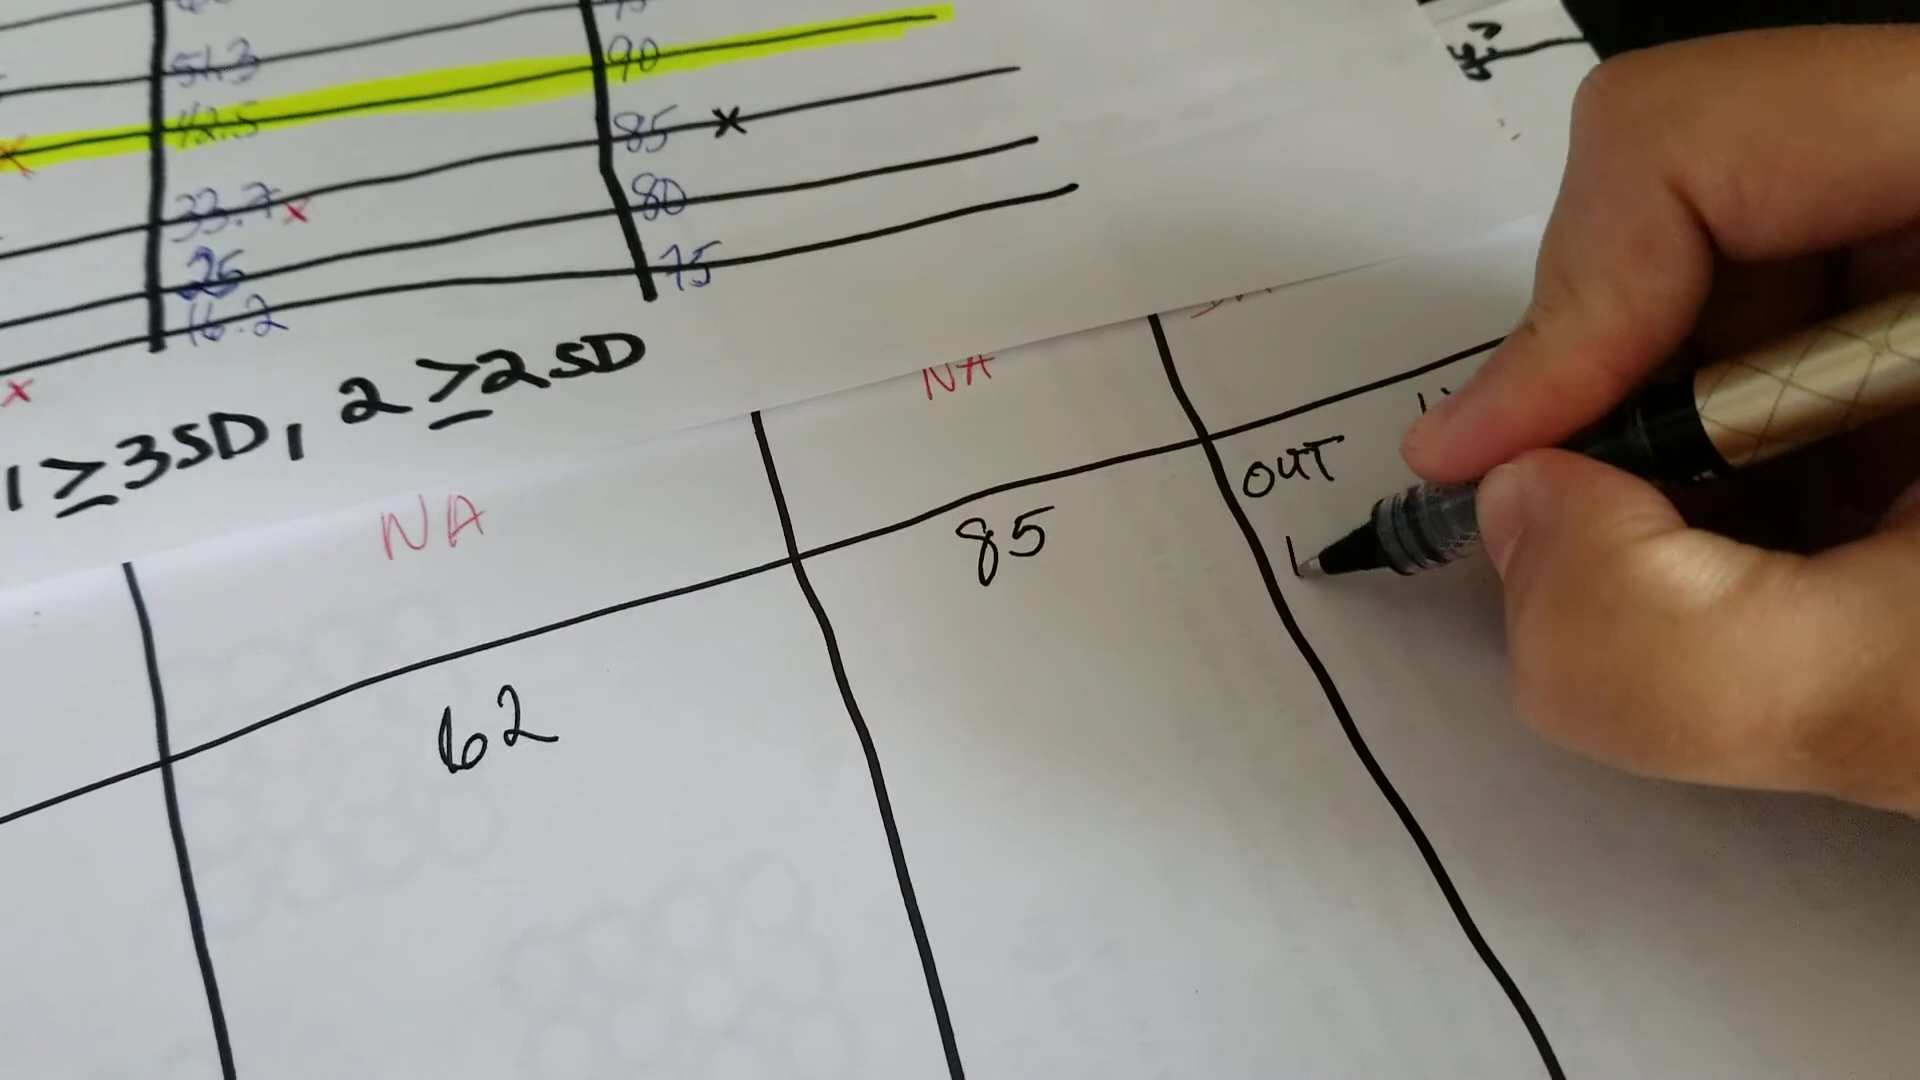 51.3 90
42.5 85 x
x
33.7 x 80
26 75
16.2
x
1 ≥ 3SD, 2 ≥ 2SD
NA NA
62 85 OUT
1